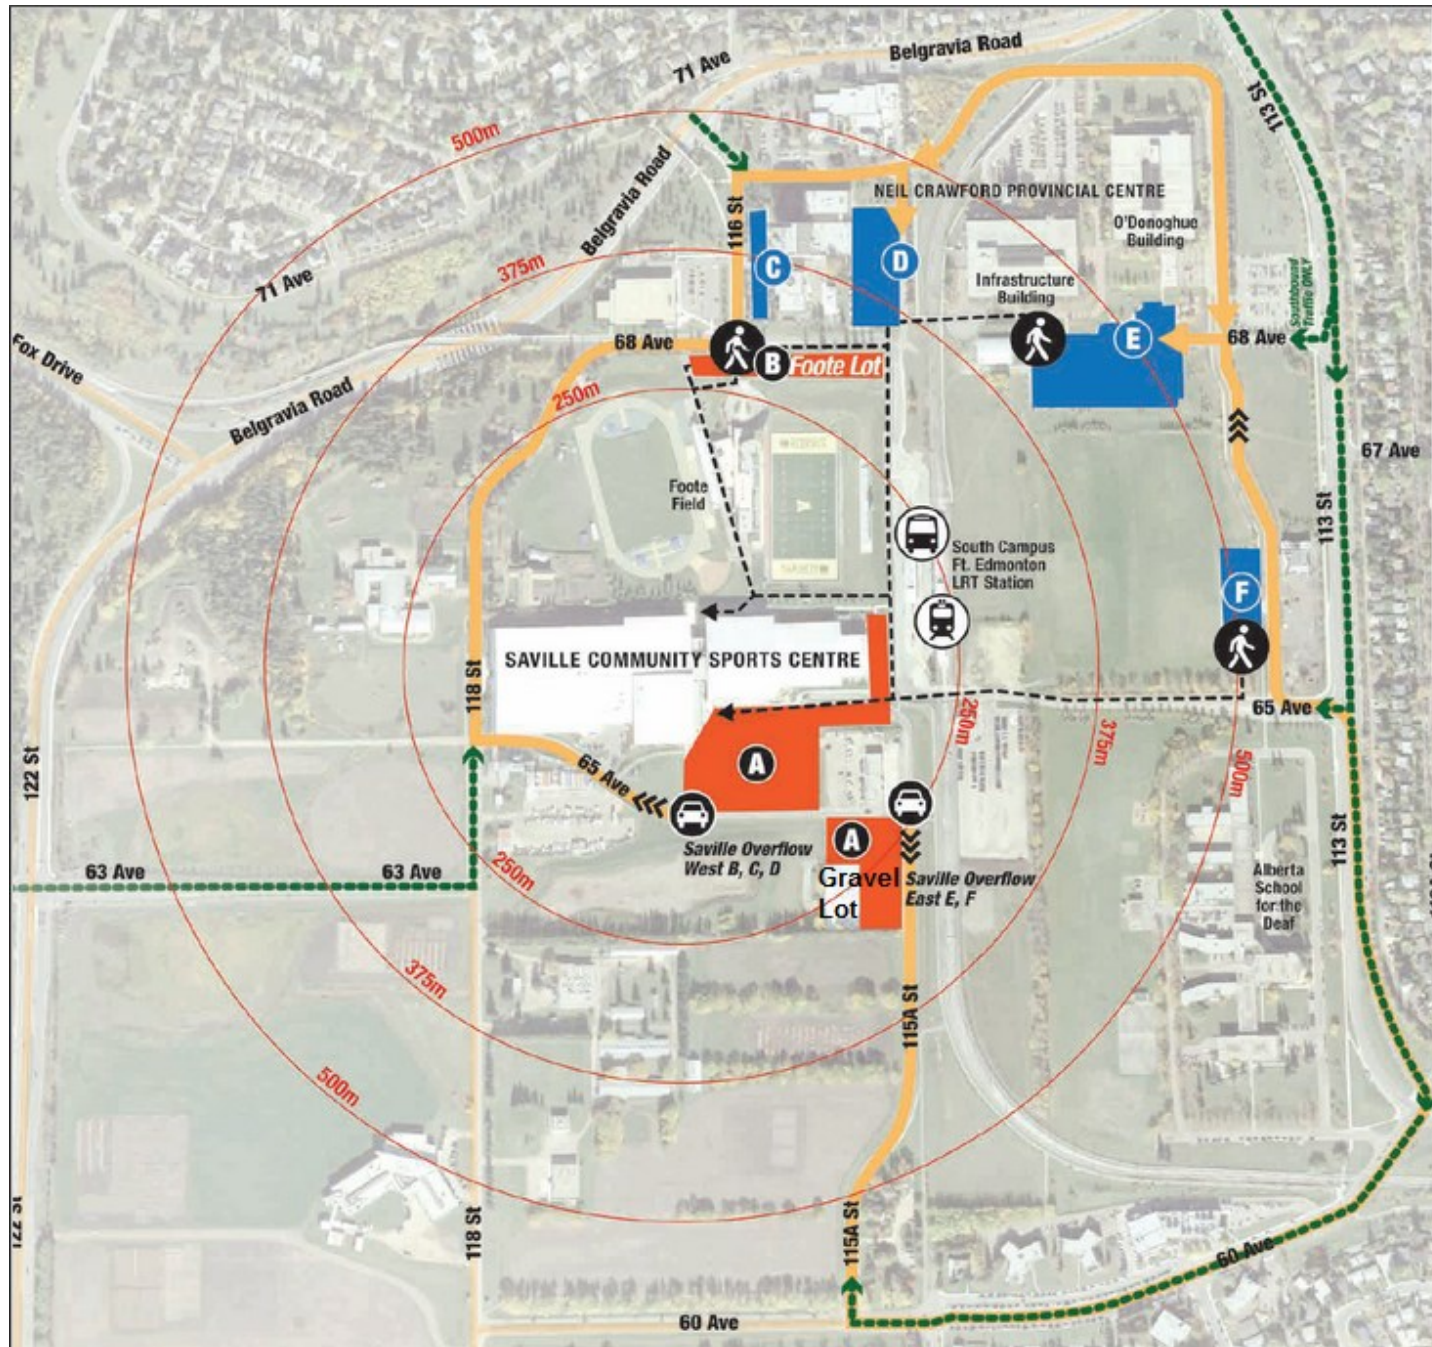 Belgravia Road
71 Ave
113 St
500m
NEIL CRAWFORD PROVINCIAL CENTRE
O'Donoghue
Building
116 St
Belgravia Road
375m
71 Ave
C
D
Infrastructure
Building
Southbound
Traffic ONLY
E
68 Ave
68 Ave
Fox Drive
B
Foote Lot
Belgravia Road
250m
67 Ave
Foote
Field
113 St
South Campus
Ft. Edmonton
LRT Station
F
SAVILLE COMMUNITY SPORTS CENTRE
118 St
65 Ave
250m
375m
500m
122 St
65 Ave
A
113 St
Saville Overflow
West B, C, D
A
Gravel
Lot
Saville Overflow
East E, F
63 Ave
63 Ave
250m
Alberta
School
for the
Deaf
375m
115A St
500m
122 St
118 St
115A St
60 Ave
60 Ave